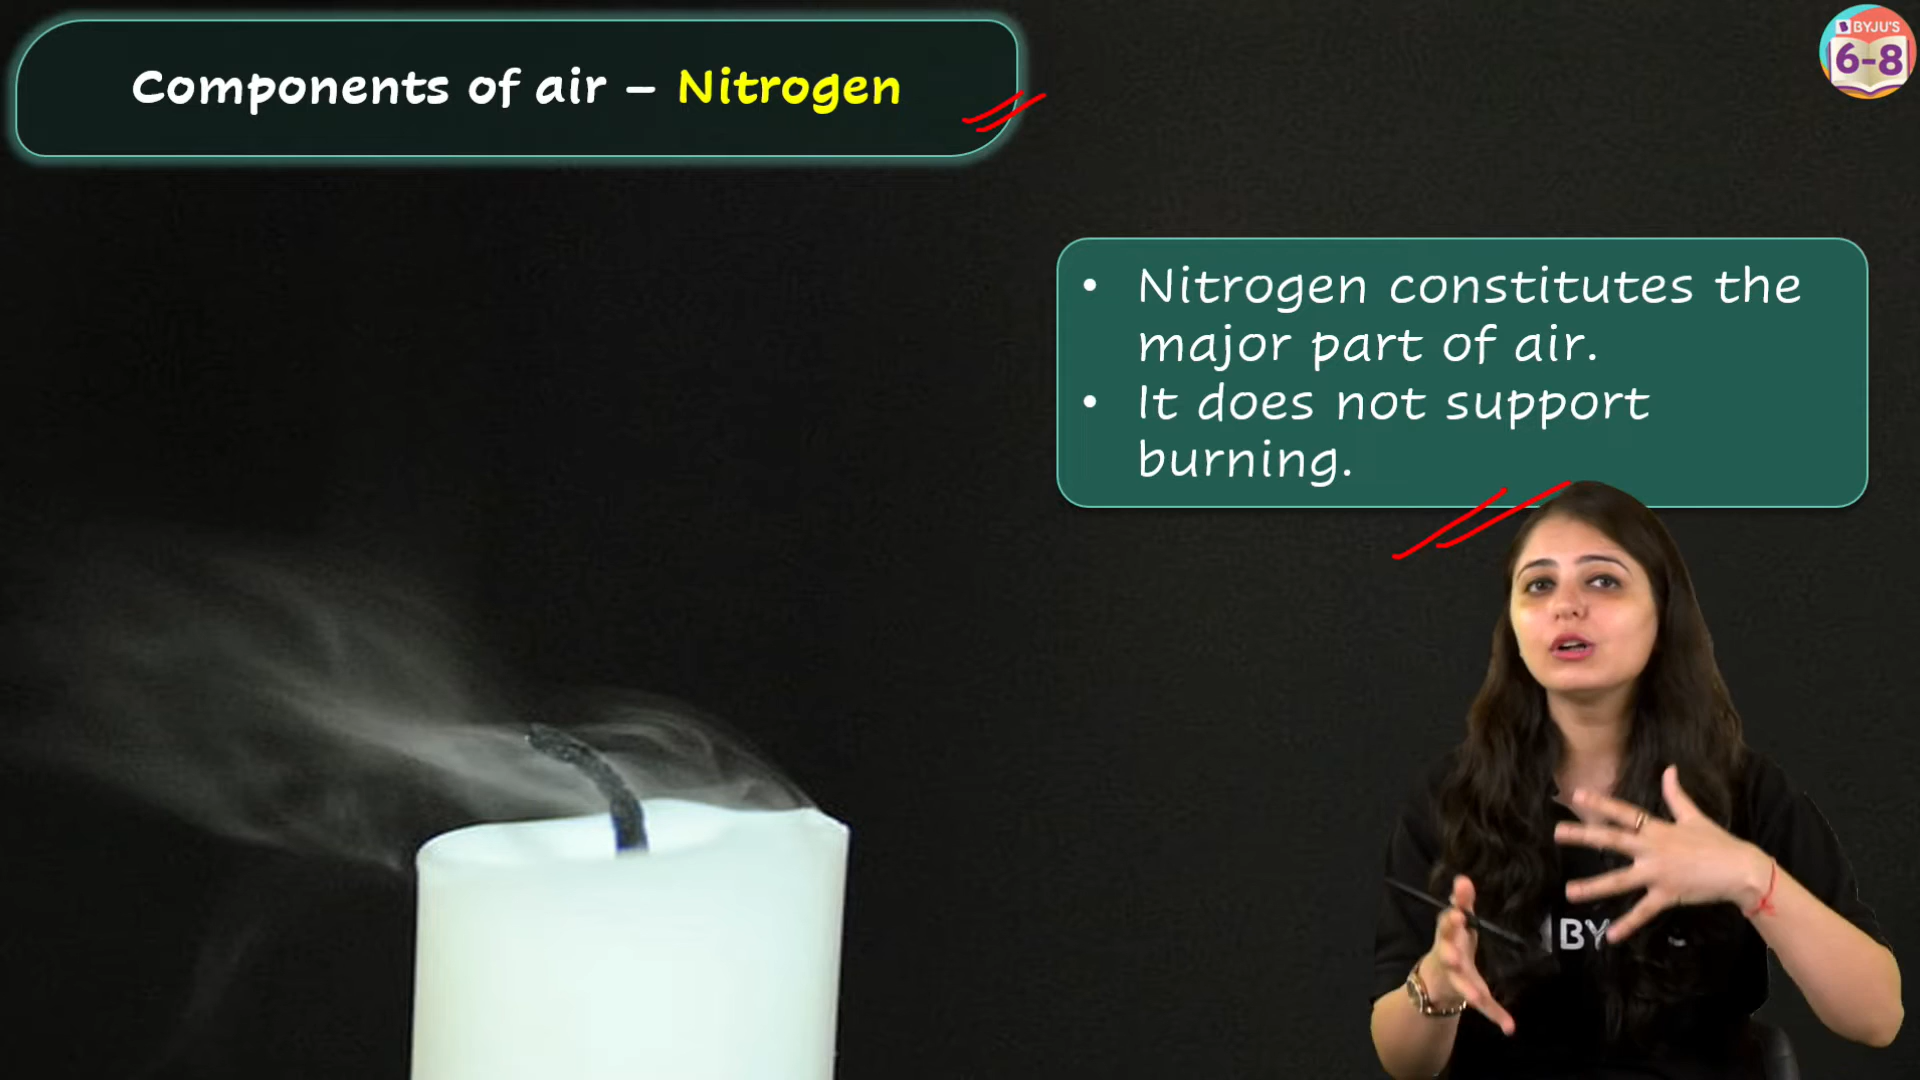 Components of air – Nitrogen
BYJU'S
6-8
• Nitrogen constitutes the
major part of air.
• It does not support
burning.
BY